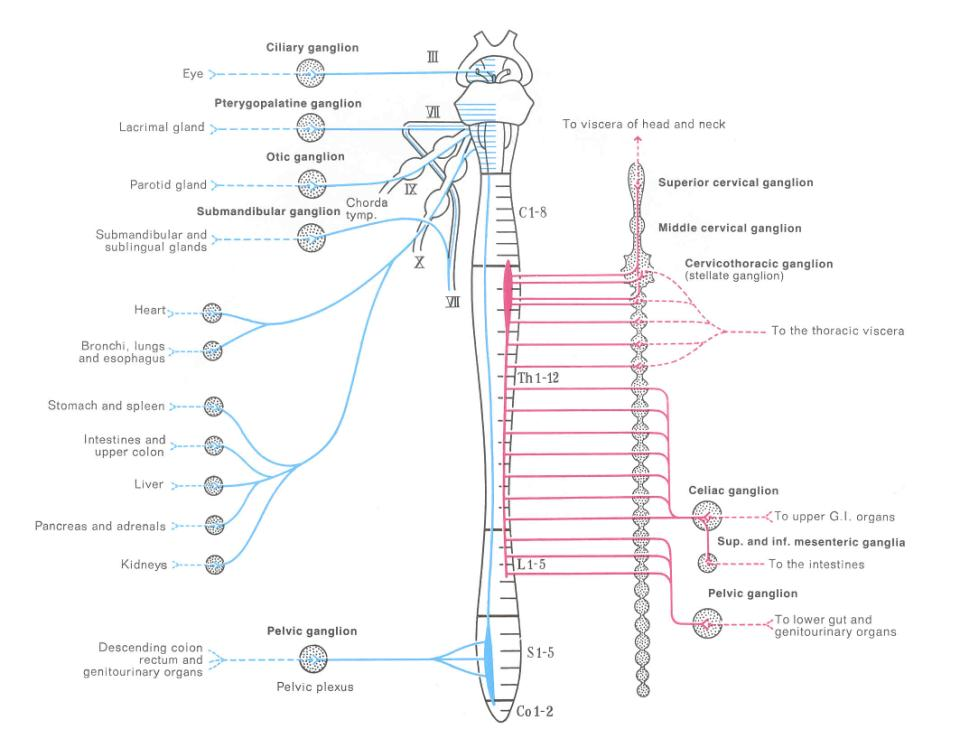 Ciliary ganglion
III
Eye
Pterygopalatine ganglion
VII
Lacrimal gland
To viscera of head and neck
Otic ganglion
Parotid gland
IX
Superior cervical ganglion
Chorda
tymp.
Submandibular ganglion
C1-8
Middle cervical ganglion
Submandibular and
sublingual glands
X
Cervicothoracic ganglion
(stellate ganglion)
VII
Heart
To the thoracic viscera
Bronchi, lungs
and esophagus
Th1-12
Stomach and spleen
Intestines and
upper colon
Liver
Celiac ganglion
Pancreas and adrenals
To upper G.I. organs
Sup. and inf. mesenteric ganglia
Kidneys
L1-5
To the intestines
Pelvic ganglion
To lower gut and
genitourinary organs
Pelvic ganglion
Descending colon
rectum and
genitourinary organs
S1-5
Pelvic plexus
Co1-2